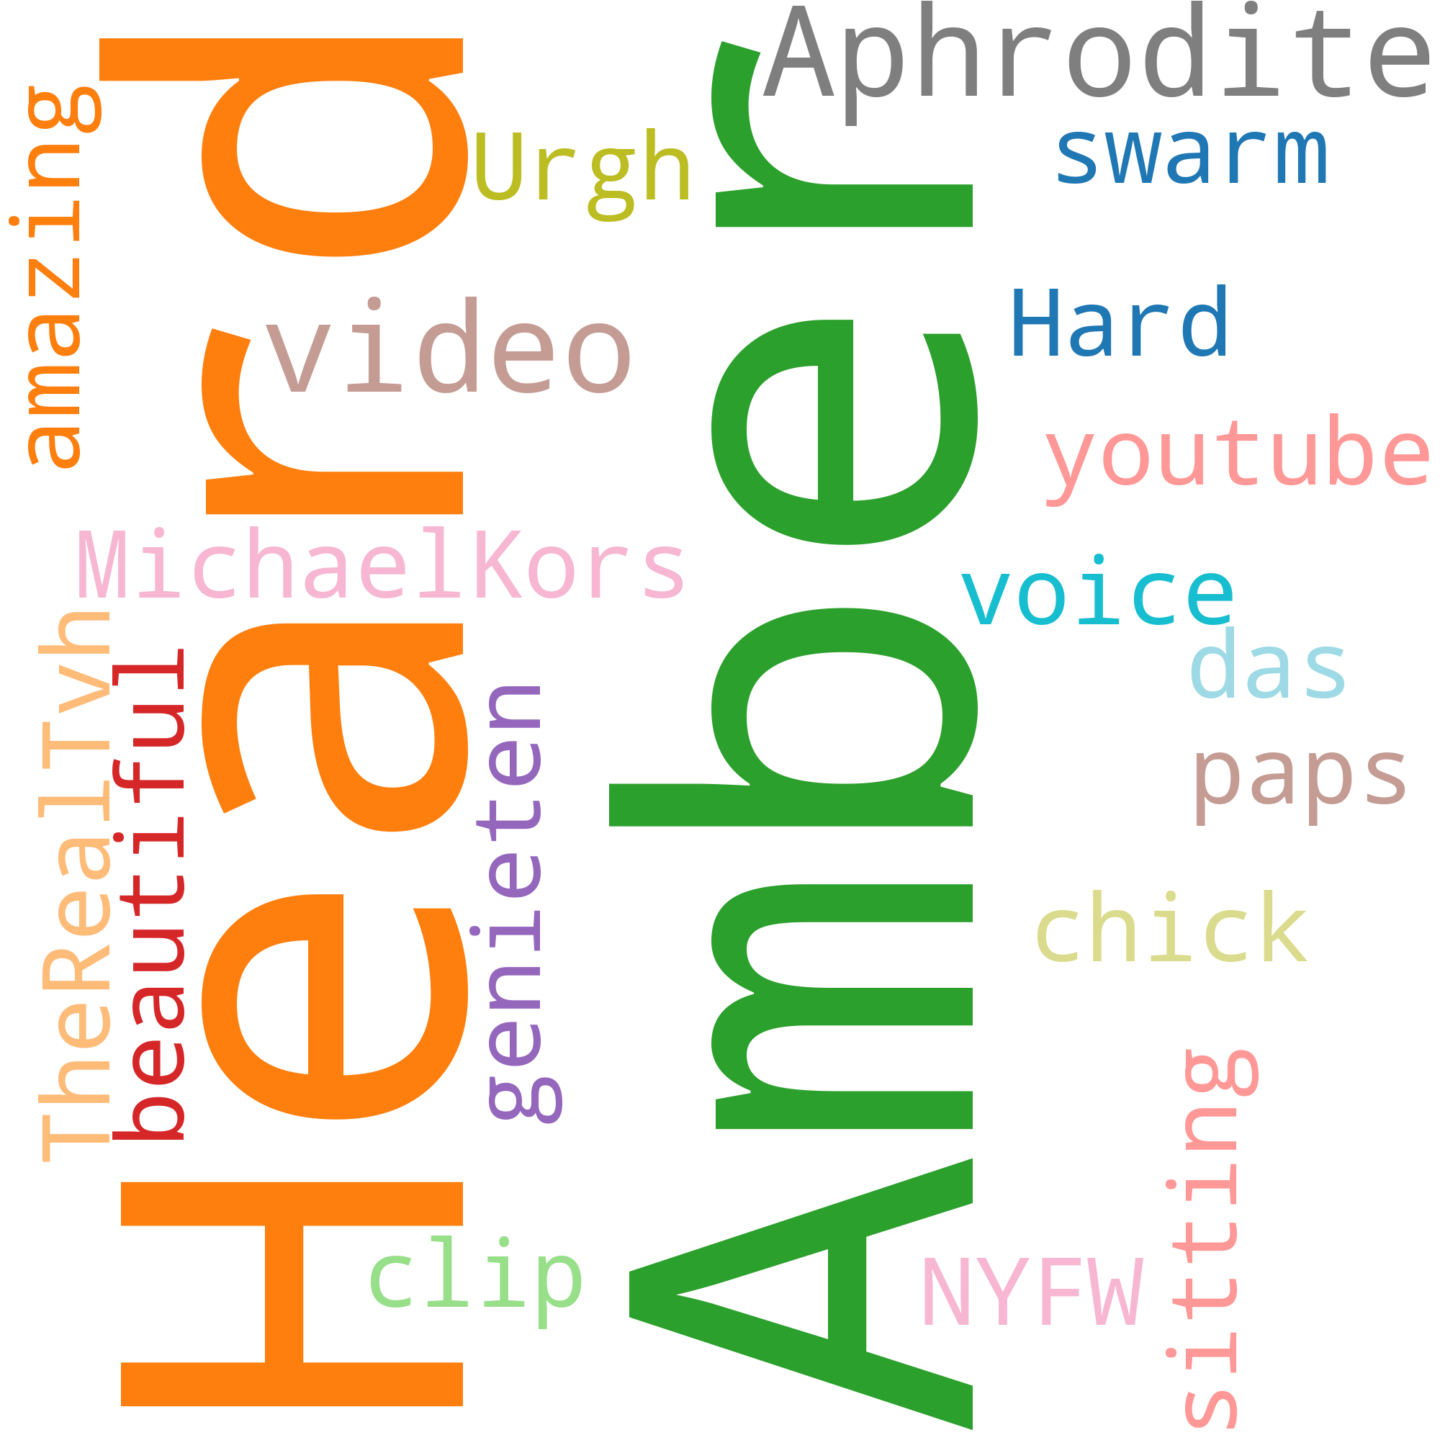 Aphrodite
amazing
Heard
Urgh
Amber
swarm
video
Hard
youtube
MichaelKors
voice
TheRealTvh
beautiful
genieten
das
paps
chick
sitting
clip
NYFW